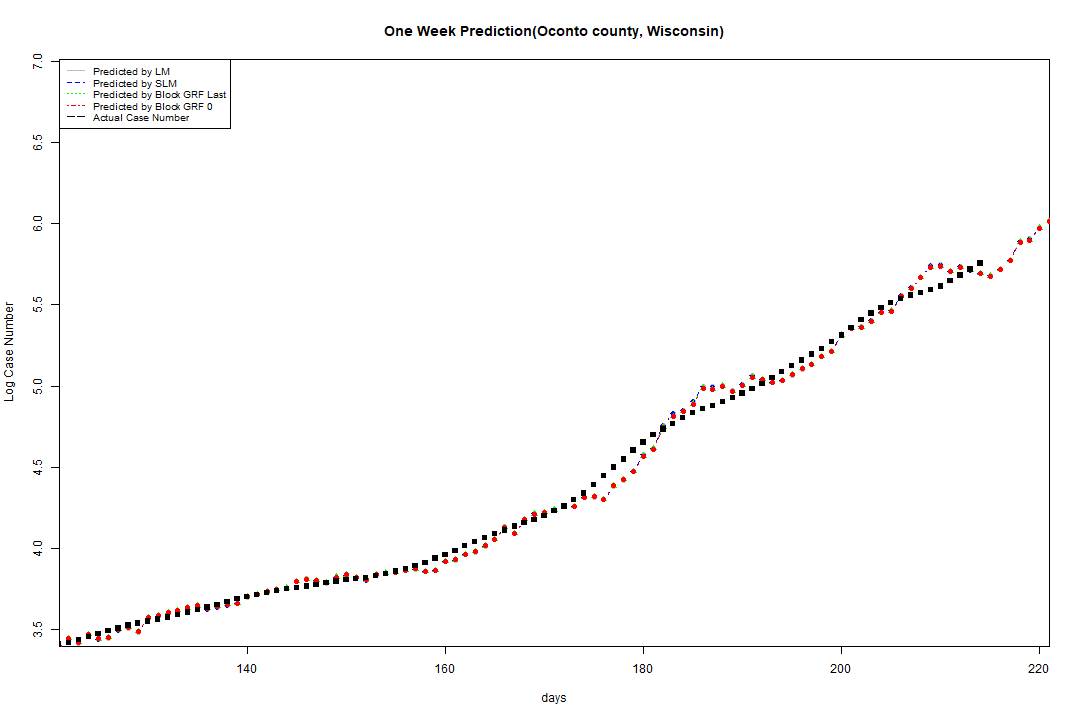 One Week Prediction(Oconto county, Wisconsin)
Predicted by LM
Predicted by SLM
Predicted by Block GRF Last
Predicted by Block GRF 0
Actual Case Number
Log Case Number
7.0
6.5
6.0
5.5
5.0
4.5
4.0
3.5
140 160 180 200 220
days